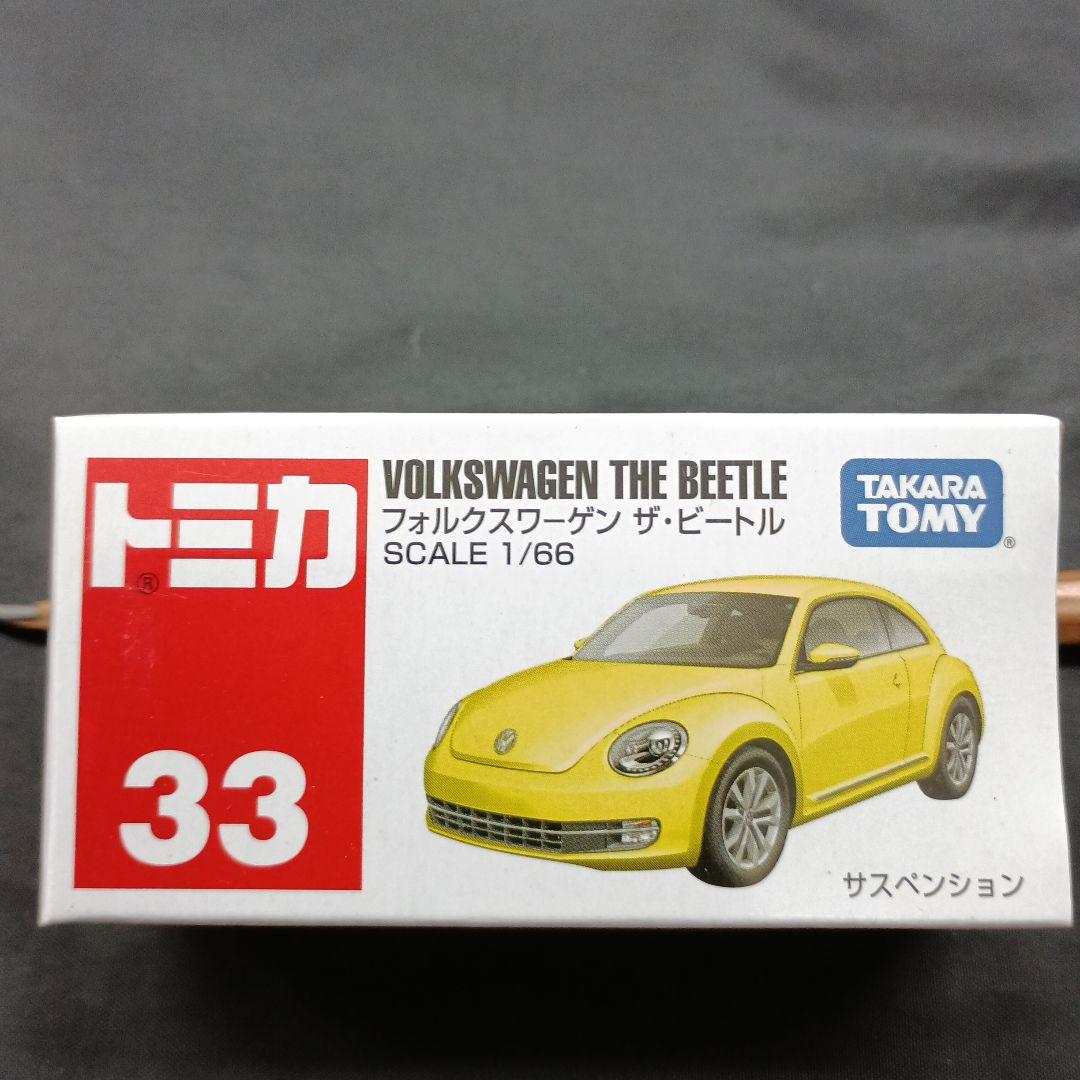 トミカ
®
33
VOLKSWAGEN THE BEETLE
フォルクスワーゲン ザ・ビートル
SCALE 1/66
TAKARA
TOMY
®
サスペンション